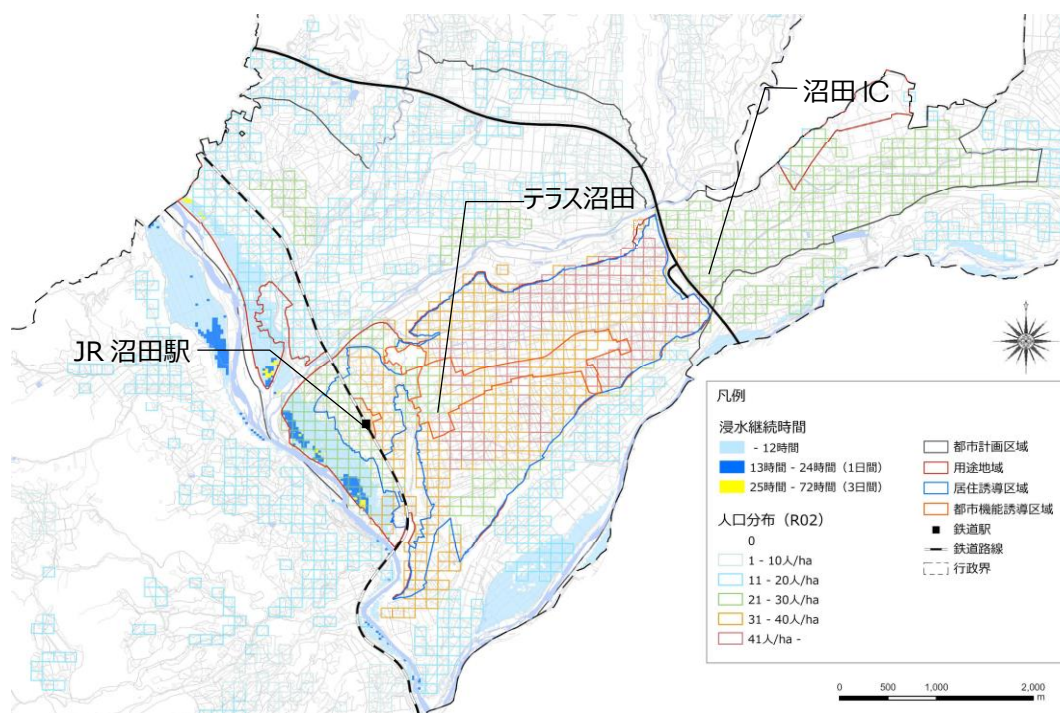 沼田 IC
テラス沼田
JR 沼田駅
凡例
浸水継続時間
- 12時間
13時間 - 24時間（1日間）
25時間 - 72時間（3日間）
人口分布（R02）
0
1 - 10人/ha
11 - 20人/ha
21 - 30人/ha
31 - 40人/ha
41人/ha -
都市計画区域
用途地域
居住誘導区域
都市機能誘導区域
鉄道駅
鉄道路線
行政界
0 500 1,000 2,000
m